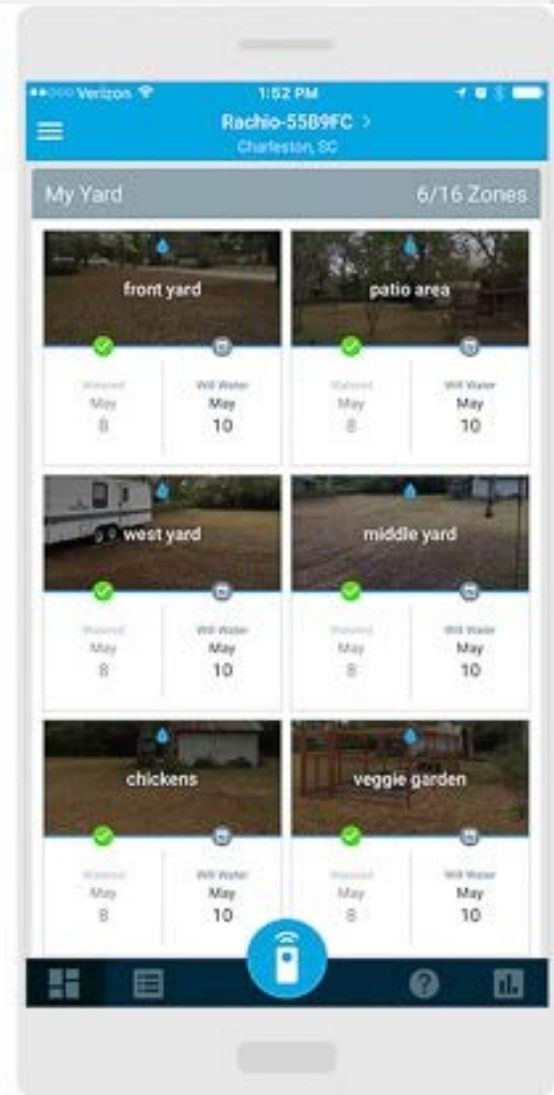 Verizon 1:52 PM
Rachio-55B9FC >
Charleston, SC
My Yard 6/16 Zones
front yard patio area
Watered Will Water Watered Will Water
May May May May
8 10 8 10
west yard middle yard
Watered Will Water Watered Will Water
May May May May
8 10 8 10
chickens veggie garden
Watered Will Water Watered Will Water
May May May May
8 10 8 10
?